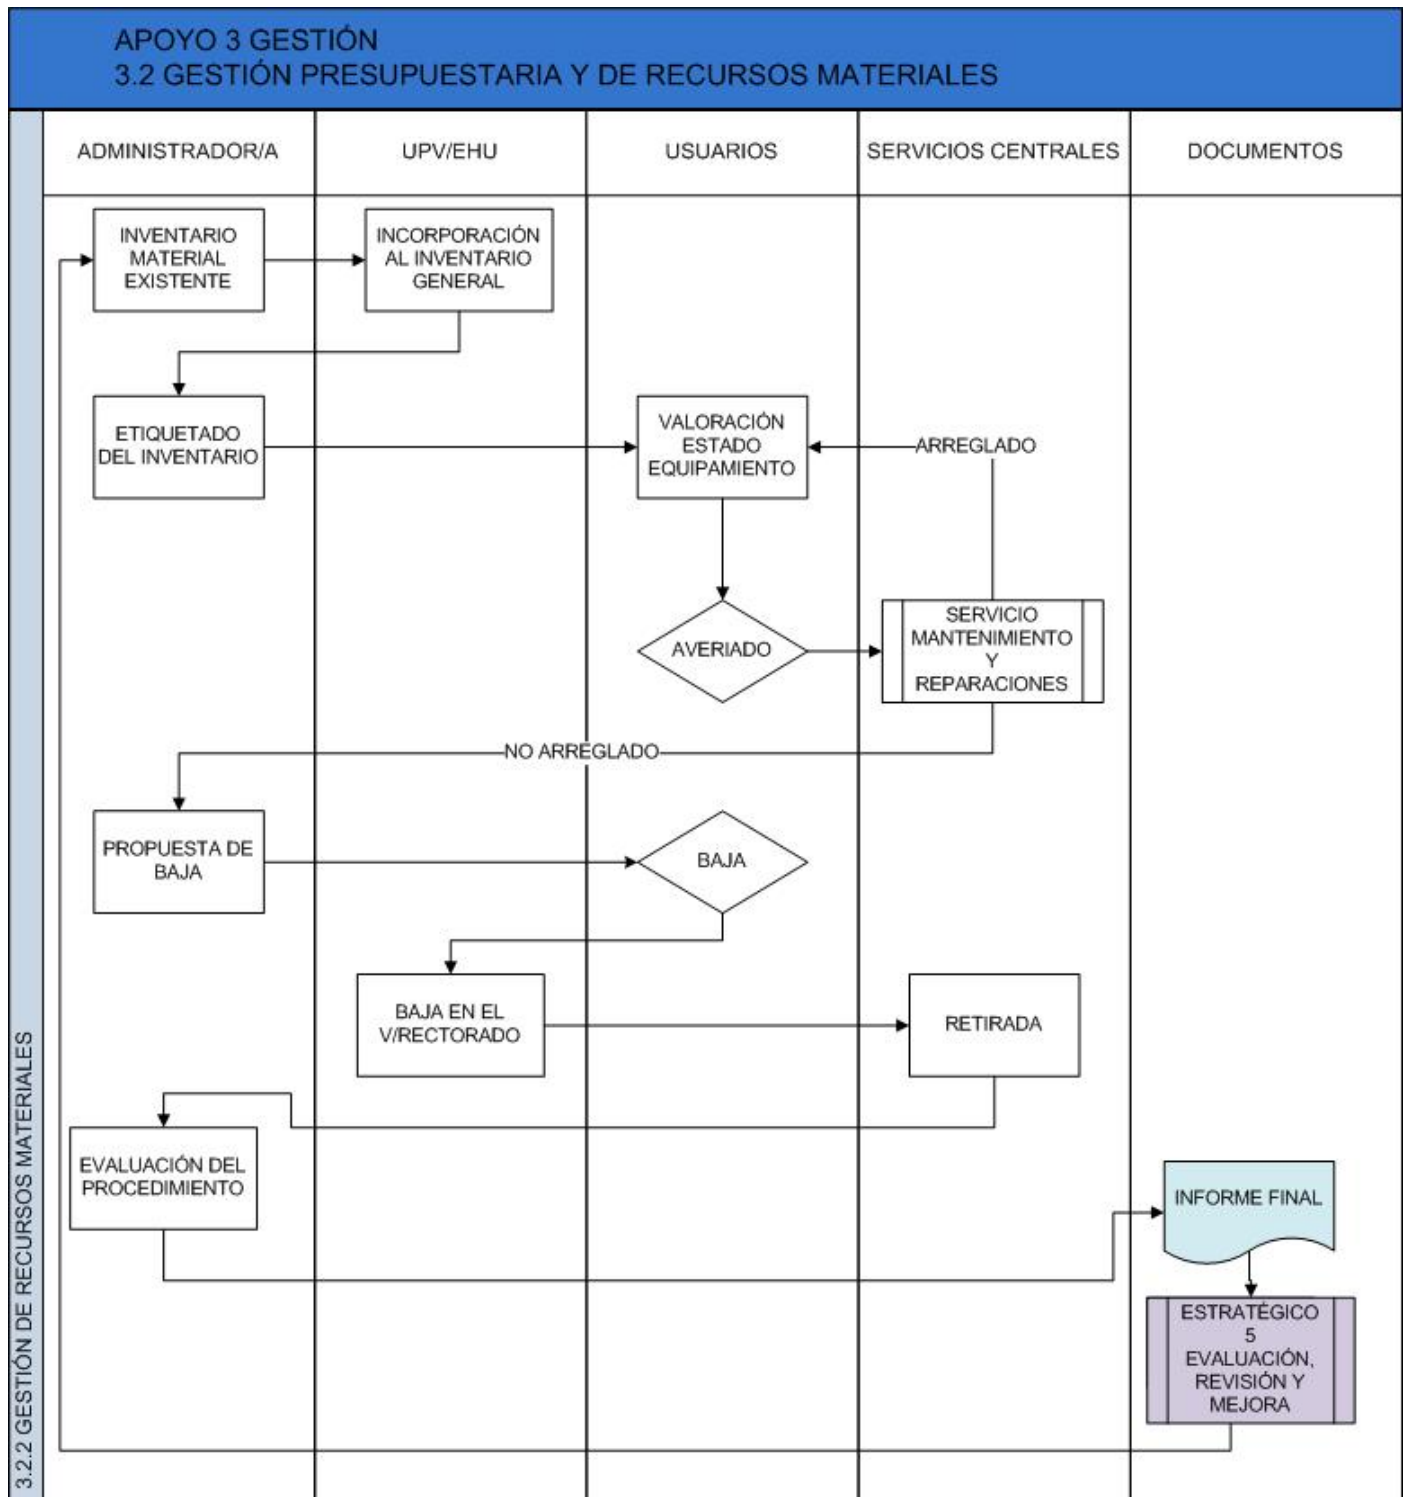 APOYO 3 GESTIÓN
3.2 GESTIÓN PRESUPUESTARIA Y DE RECURSOS MATERIALES
ADMINISTRADOR/A
UPV/EHU
USUARIOS
SERVICIOS CENTRALES
DOCUMENTOS
INVENTARIO
MATERIAL
EXISTENTE
INCORPORACIÓN
AL INVENTARIO
GENERAL
ETIQUETADO
DEL INVENTARIO
VALORACIÓN
ESTADO
EQUIPAMIENTO
ARREGLADO
AVERIADO
SERVICIO
MANTENIMIENTO
Y
REPARACIONES
NO ARREGLADO
PROPUESTA DE
BAJA
BAJA
BAJA EN EL
V/RECTORADO
RETIRADA
EVALUACIÓN DEL
PROCEDIMIENTO
INFORME FINAL
ESTRATÉGICO
5
EVALUACIÓN,
REVISIÓN Y
MEJORA
3.2.2 GESTIÓN DE RECURSOS MATERIALES